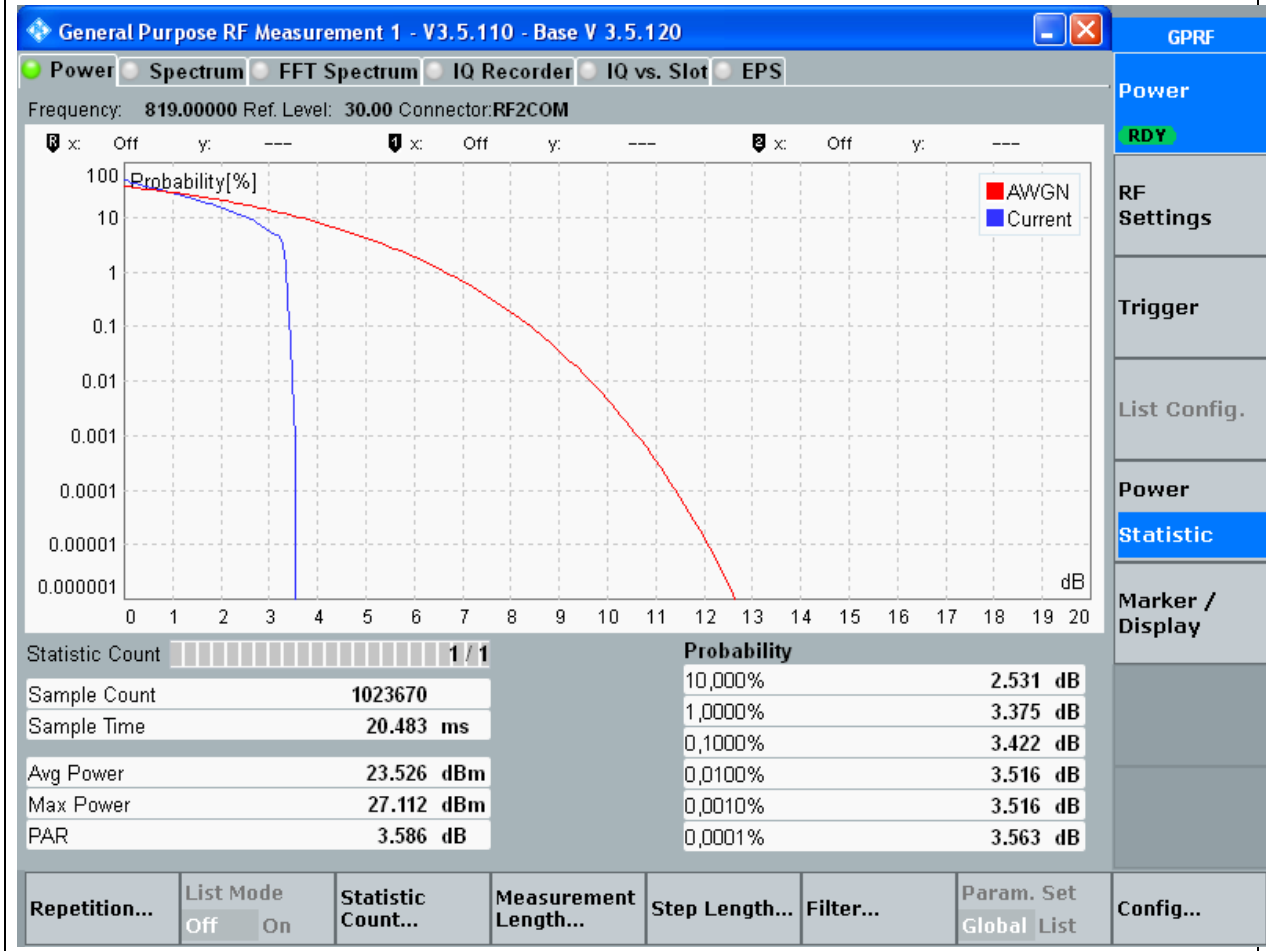 General Purpose RF Measurement 1 - V3.5.110 - Base V 3.5.120
GPRF
Power Spectrum FFT Spectrum IQ Recorder IQ vs. Slot EPS
Frequency: 819.00000 Ref. Level: 30.00 Connector:RF2COM
R x: Off y: --- 1 x: Off y: --- 2 x: Off y: ---
Probability[%]
100
10
1
0.1
0.01
0.001
0.0001
0.00001
0.000001
AWGN
Current
dB
0 1 2 3 4 5 6 7 8 9 10 11 12 13 14 15 16 17 18 19 20
Statistic Count 1 / 1
Sample Count 1023670
Sample Time 20.483 ms
Avg Power 23.526 dBm
Max Power 27.112 dBm
PAR 3.586 dB
Probability
10,000% 2.531 dB
1,0000% 3.375 dB
0,1000% 3.422 dB
0,0100% 3.516 dB
0,0010% 3.516 dB
0,0001% 3.563 dB
Power
RDY
RF
Settings
Trigger
List Config.
Power
Statistic
Marker /
Display
Repetition...
List Mode
Off On
Statistic
Count...
Measurement
Length...
Step Length...
Filter...
Param. Set
Global List
Config...